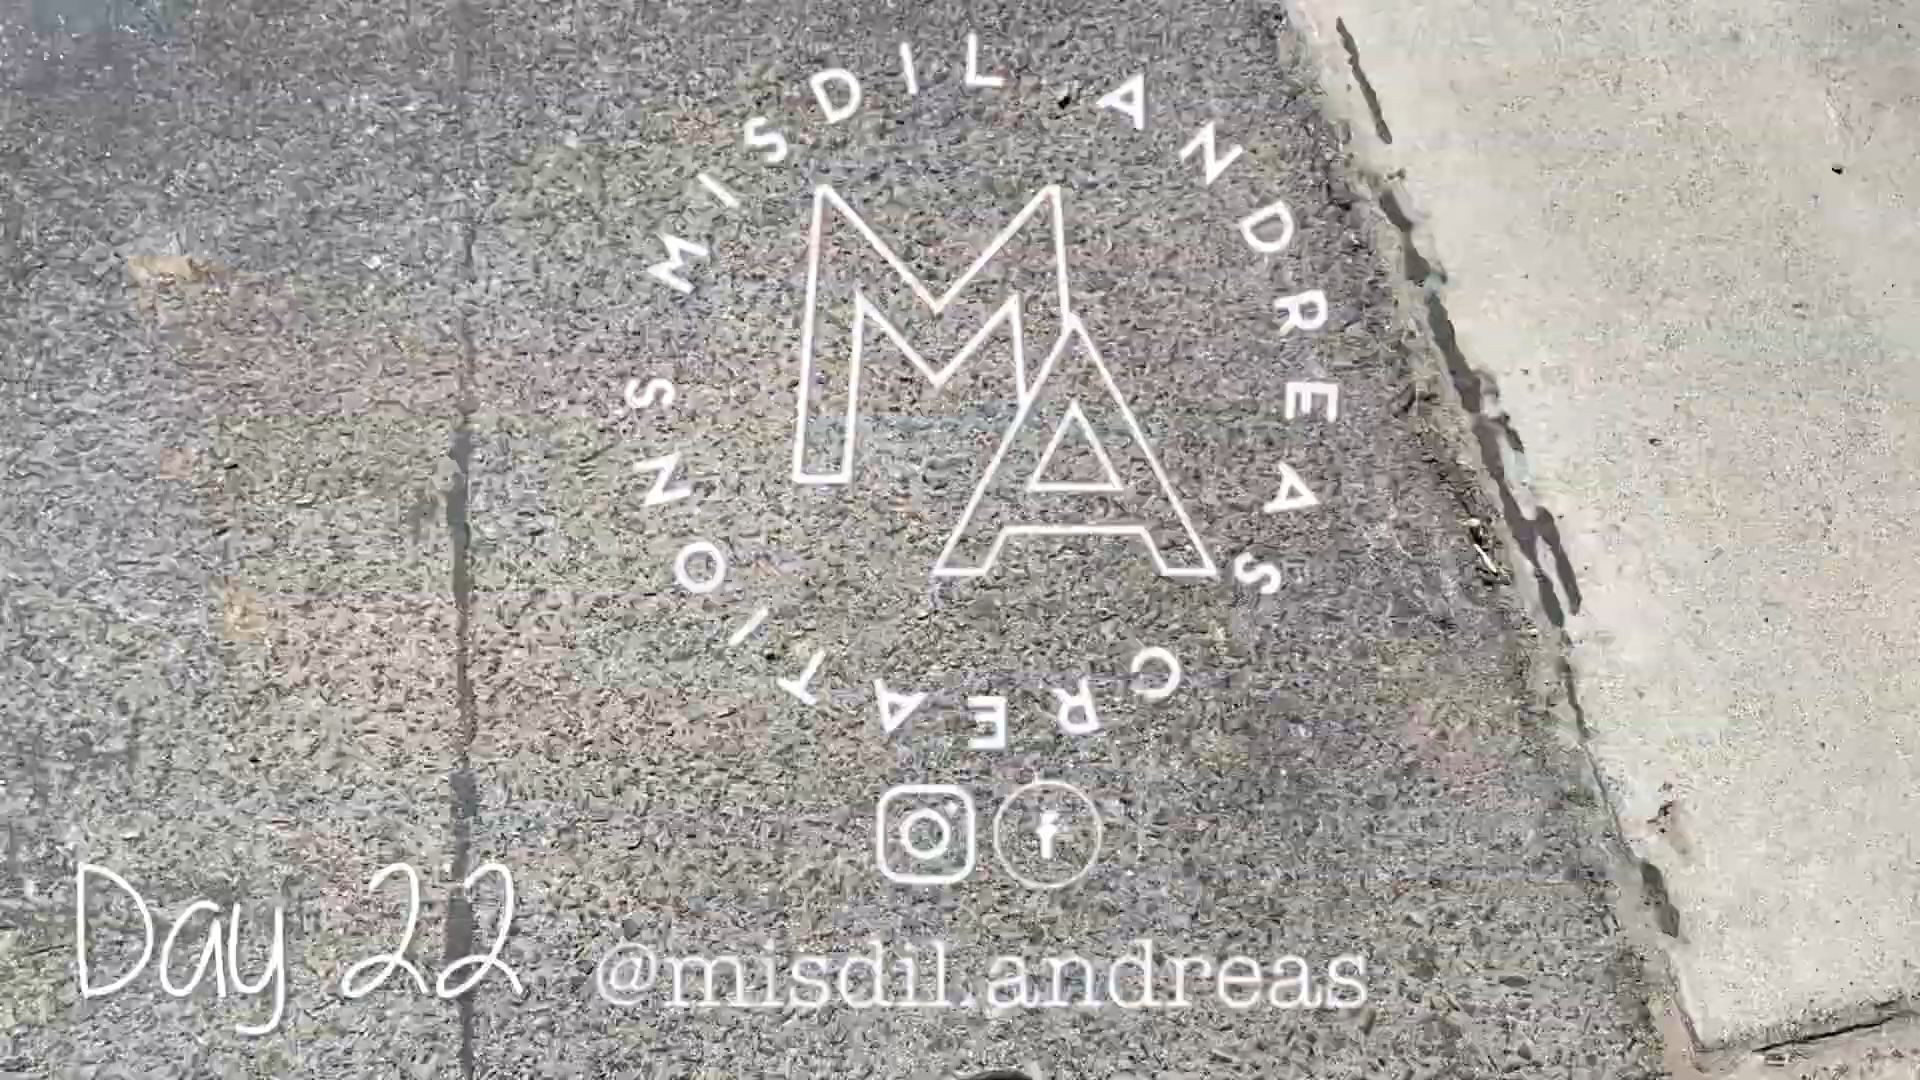 MISDIL ANDREAS
CREATIONS
MA
f
Day 22
@misdil.andreas